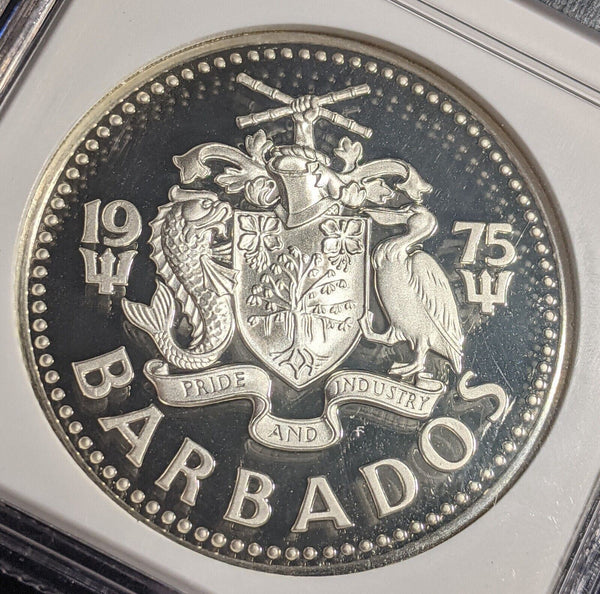 19 75
PRIDE AND INDUSTRY
F
BARBADOS